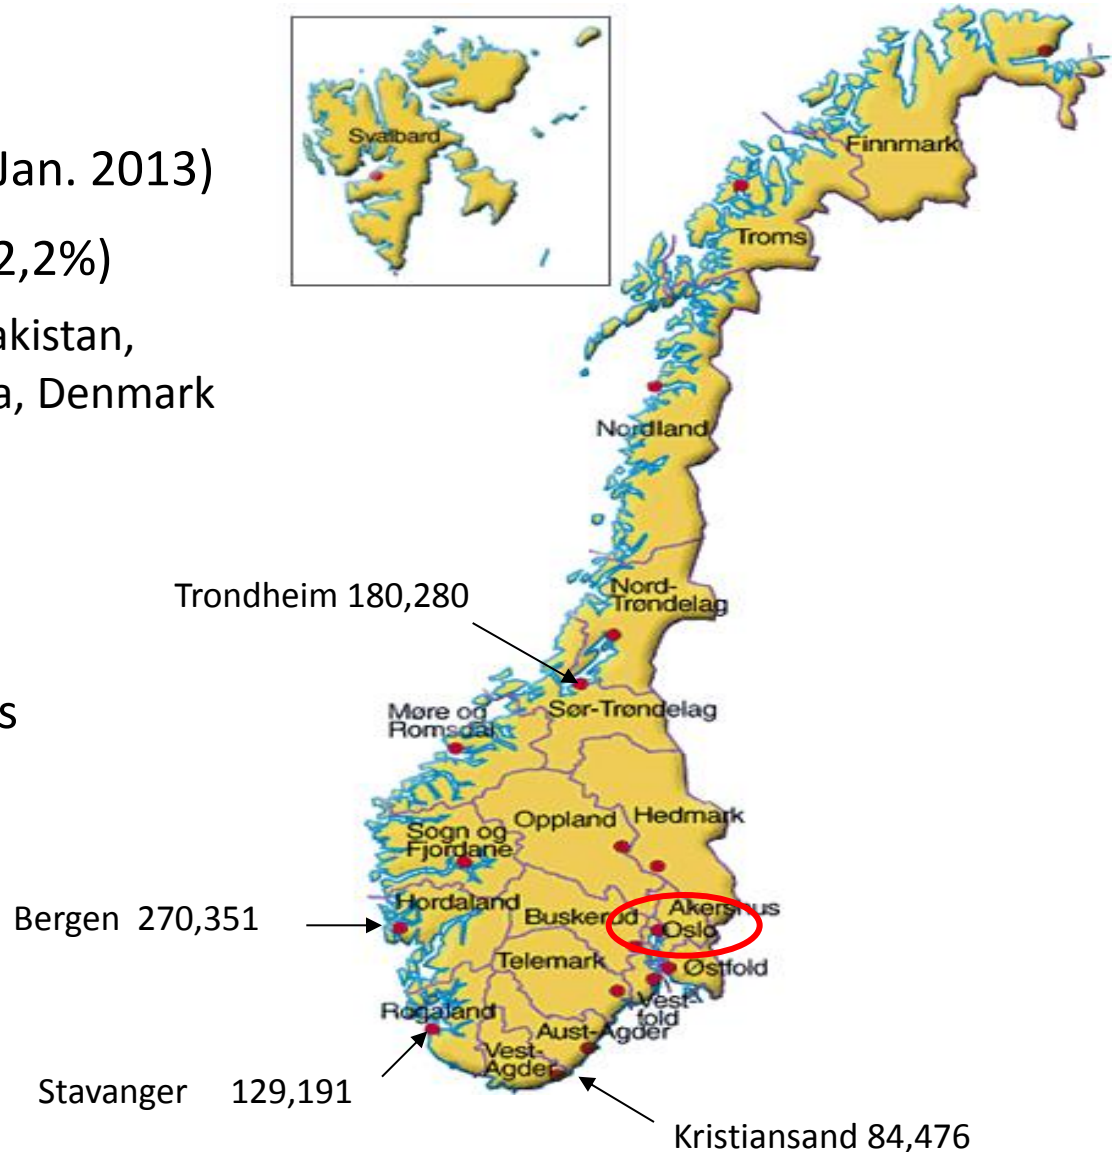 Jan. 2013)
2,2%)
akistan,
a, Denmark
s
Svalbard
Finnmark
Troms
Nordland
Nord-
Trøndelag
Trondheim 180,280
Sør-Trøndelag
Møre og
Romsdal
Oppland
Hedmark
Sogn og
Fjordane
Hordaland
Bergen 270,351
Buskerud
Akershus
Oslo
Telemark
Østfold
Vest-
fold
Rogaland
Aust-Agder
Vest-
Agder
Stavanger 129,191
Kristiansand 84,476